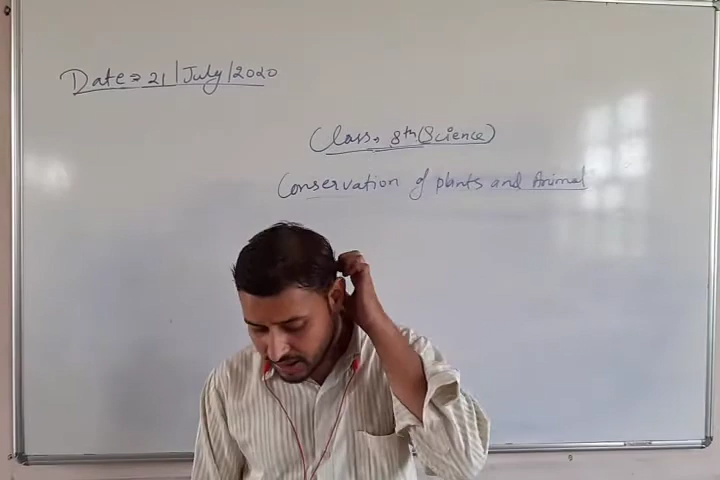 Date = 21/July/2020
Class = 8th (Science)
Conservation of plants and Animal